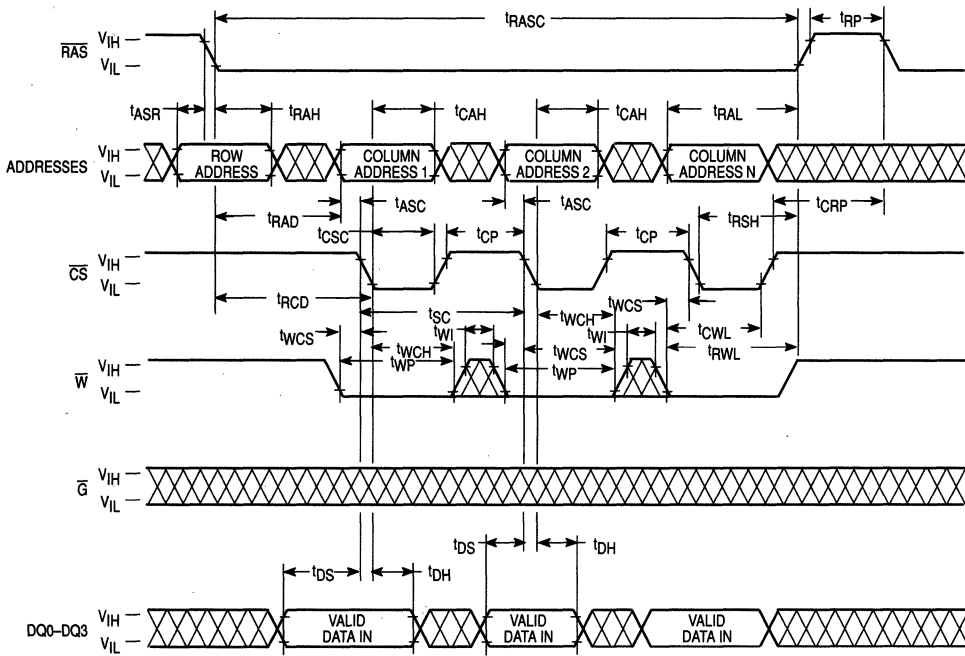 tRASC
tRP
RAS
VIH
VIL
tASR
tRAH
tCAH
tCAH
tRAL
ADDRESSES
VIH
VIL
ROW ADDRESS
COLUMN ADDRESS 1
COLUMN ADDRESS 2
COLUMN ADDRESS N
tRAD
tASC
tASC
tRSH
tCRP
tCSC
tCP
tCP
CS
VIH
VIL
tRCD
tSC
tWCS
tWCH
tWCS
tCWL
tWCS
tWI
tWCH
tWP
tWI
tWP
tRWL
W
VIH
VIL
G
VIH
VIL
tDS
tDH
tDS
tDH
DQ0–DQ3
VIH
VIL
VALID DATA IN
VALID DATA IN
VALID DATA IN